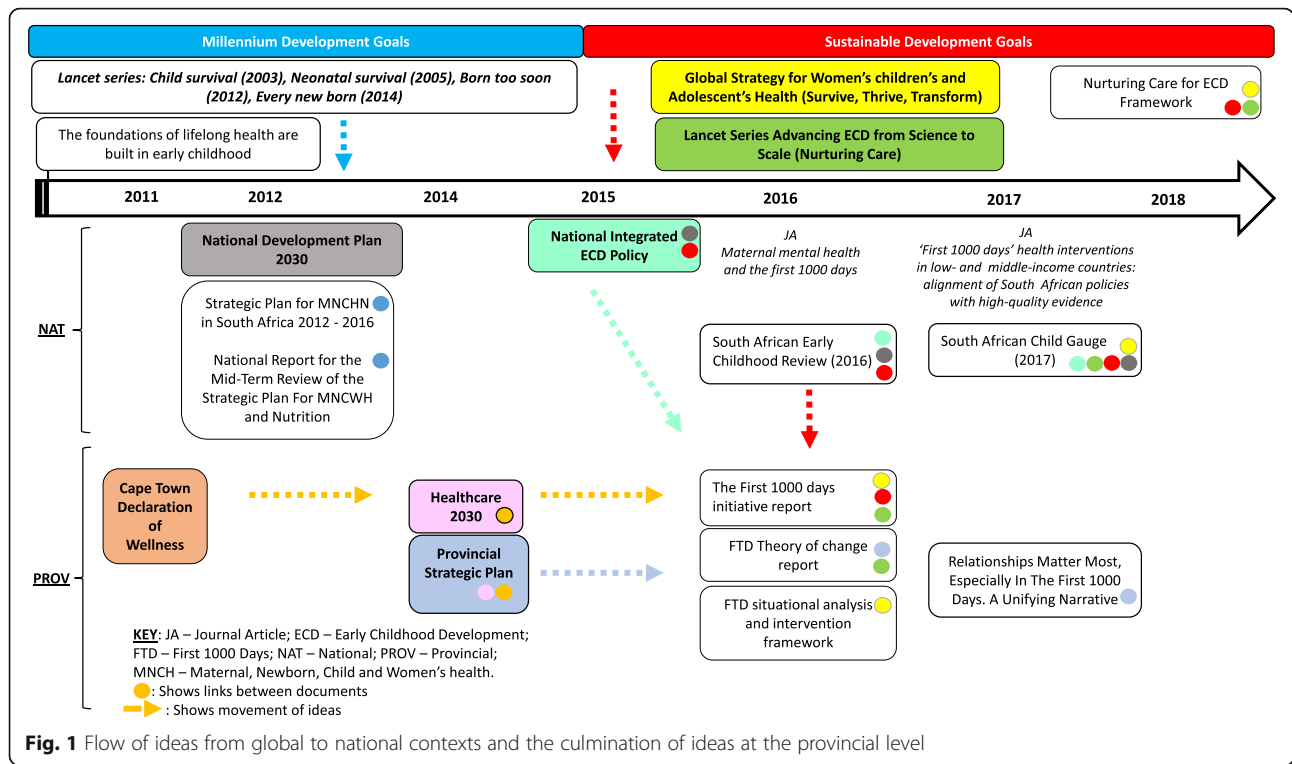 Millennium Development Goals
Sustainable Development Goals
Lancet series: Child survival (2003), Neonatal survival (2005), Born too soon
(2012), Every new born (2014)
The foundations of lifelong health are
built in early childhood
Global Strategy for Women's children's and
Adolescent's Health (Survive, Thrive, Transform)
Lancet Series Advancing ECD from Science to
Scale (Nurturing Care)
Nurturing Care for ECD
Framework
2011
2012
2014
2015
2016
2017
2018
NAT
National Development Plan
2030
Strategic Plan for MNCHN
in South Africa 2012 - 2016
National Report for the
Mid-Term Review of the
Strategic Plan For MNCWH
and Nutrition
National Integrated
ECD Policy
JA
Maternal mental health
and the first 1000 days
South African Early
Childhood Review (2016)
JA
'First 1000 days' health interventions
in low- and middle-income countries:
alignment of South African policies
with high-quality evidence
South African Child Gauge
(2017)
PROV
Cape Town
Declaration
of
Wellness
Healthcare
2030
Provincial
Strategic Plan
The First 1000 days
initiative report
FTD Theory of change
report
FTD situational analysis
and intervention
framework
Relationships Matter Most,
Especially In The First 1000
Days. A Unifying Narrative
KEY: JA – Journal Article; ECD – Early Childhood Development;
FTD – First 1000 Days; NAT – National; PROV – Provincial;
MNCH – Maternal, Newborn, Child and Women's health.
: Shows links between documents
: Shows movement of ideas
Fig. 1 Flow of ideas from global to national contexts and the culmination of ideas at the provincial level